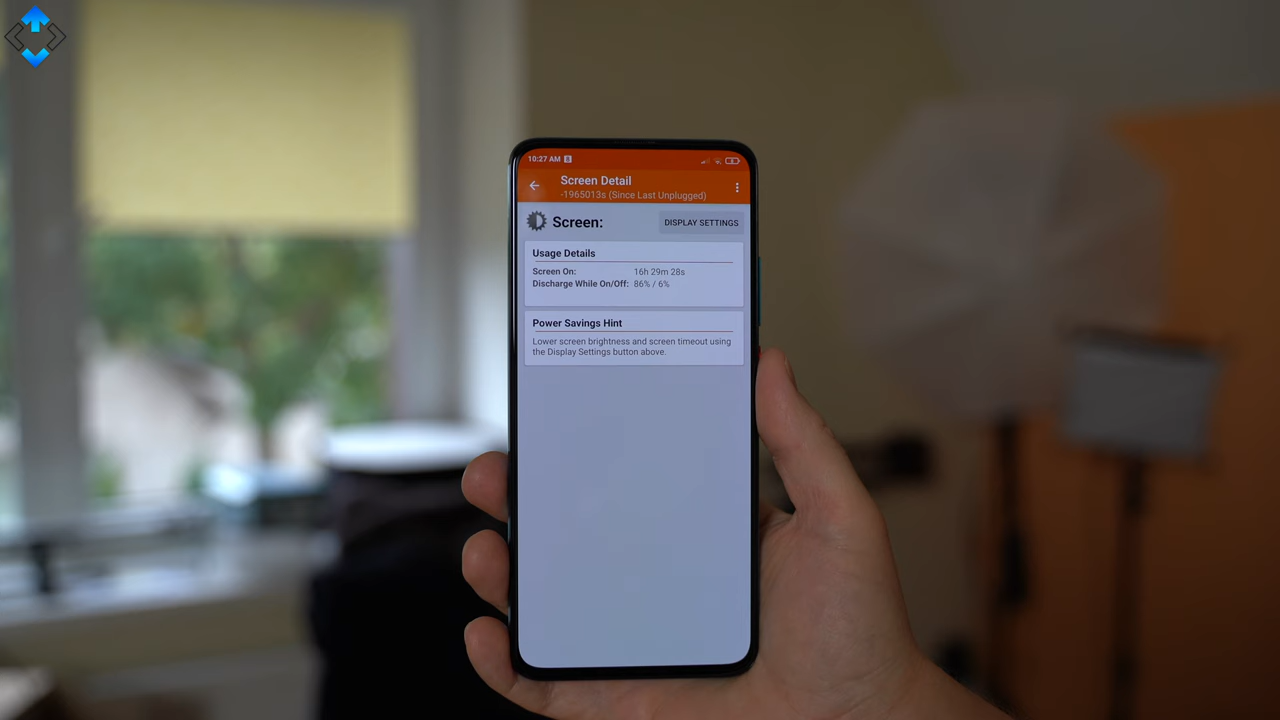 10:27 AM
Screen Detail
-1965013s (Since Last Unplugged)
Screen:
DISPLAY SETTINGS
Usage Details
Screen On: 16h 29m 28s
Discharge While On/Off: 86% / 6%
Power Savings Hint
Lower screen brightness and screen timeout using
the Display Settings button above.